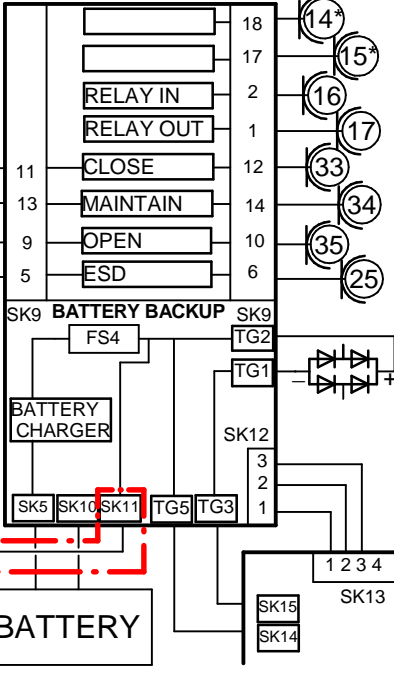 18 14*
17 15*
RELAY IN 2 16
RELAY OUT 1 17
11 CLOSE 12 33
13 MAINTAIN 14 34
9 OPEN 10 35
5 ESD 6 25
SK9 BATTERY BACKUP SK9
FS4 TG2
TG1
− +
BATTERY
CHARGER
SK12
3
2
1
SK5 SK10 SK11 TG5 TG3
1 2 3 4
SK13
SK15
SK14
BATTERY